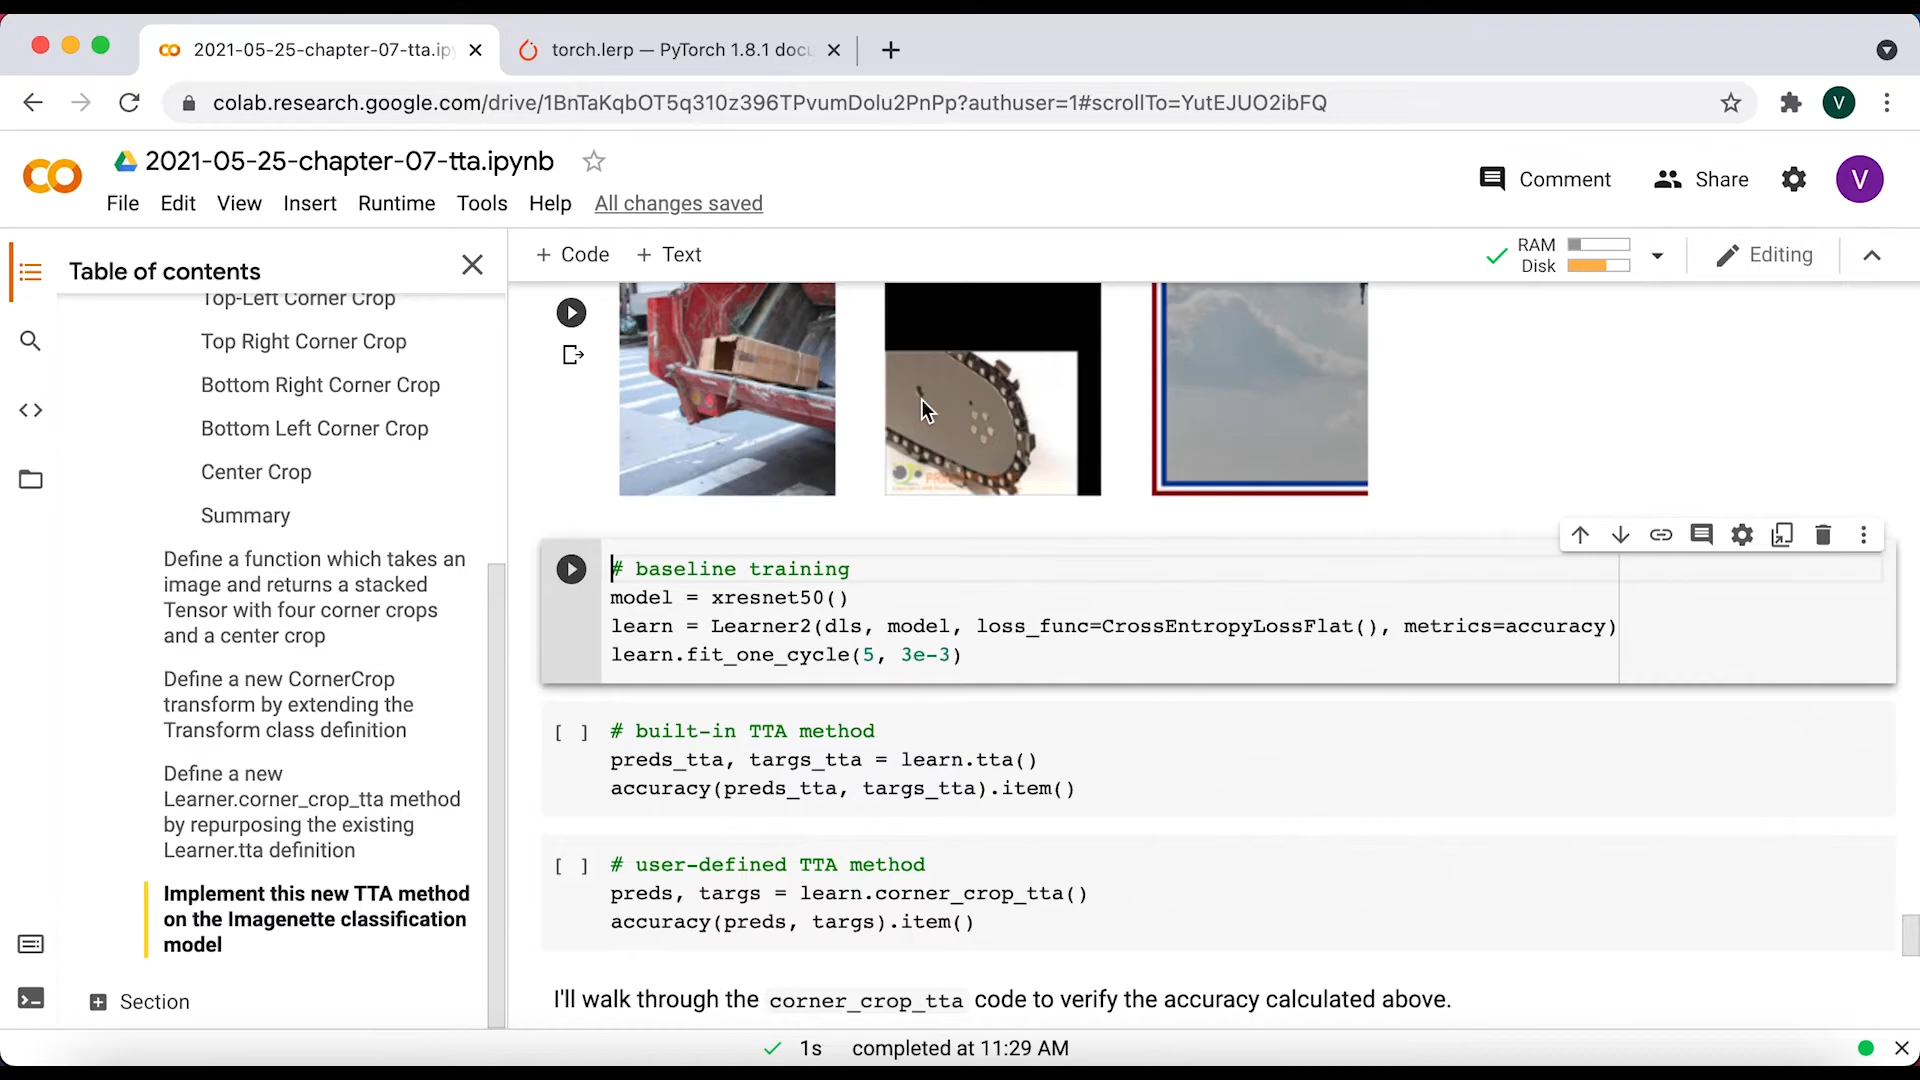 2021-05-25-chapter-07-tta.ip
torch.lerp — PyTorch 1.8.1 docu
colab.research.google.com/drive/1BnTaKqbOT5q310z396TPvumDolu2PnPp?authuser=1#scrollTo=YutEJUO2ibFQ
V
2021-05-25-chapter-07-tta.ipynb
Comment
Share
V
File Edit View Insert Runtime Tools Help All changes saved
Table of contents
+ Code + Text
RAM
Disk
Editing
Top-Left Corner Crop
Top Right Corner Crop
Bottom Right Corner Crop
Bottom Left Corner Crop
Center Crop
Summary
Define a function which takes an
image and returns a stacked
Tensor with four corner crops
and a center crop
Define a new CornerCrop
transform by extending the
Transform class definition
Define a new
Learner.corner_crop_tta method
by repurposing the existing
Learner.tta definition
Implement this new TTA method
on the Imagenette classification
model
Section
# baseline training
model = xresnet50()
learn = Learner2(dls, model, loss_func=CrossEntropyLossFlat(), metrics=accuracy)
learn.fit_one_cycle(5, 3e-3)
[ ] # built-in TTA method
preds_tta, targs_tta = learn.tta()
accuracy(preds_tta, targs_tta).item()
[ ] # user-defined TTA method
preds, targs = learn.corner_crop_tta()
accuracy(preds, targs).item()
I'll walk through the corner_crop_tta code to verify the accuracy calculated above.
1s completed at 11:29 AM